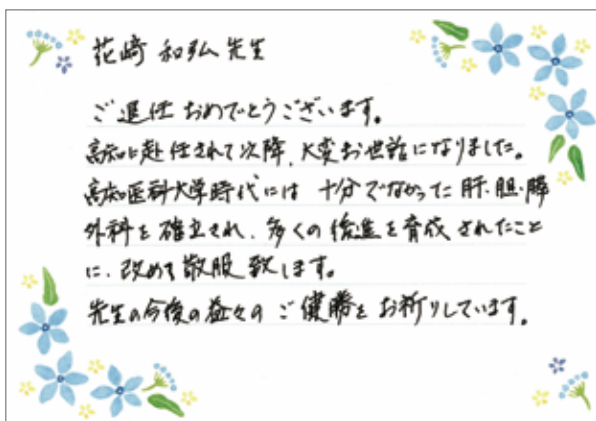 花崎 和弘 先生
ご退任 おめでとうございます。
高知に赴任されて以降、大変お世話になりました。
高知医科大学時代には 十分でなかった 肝・胆・膵
外科を 確立され、多くの後進を育成されたこと
に、改めて敬服致します。
先生の今後の益々の ご健勝を お祈りしています。